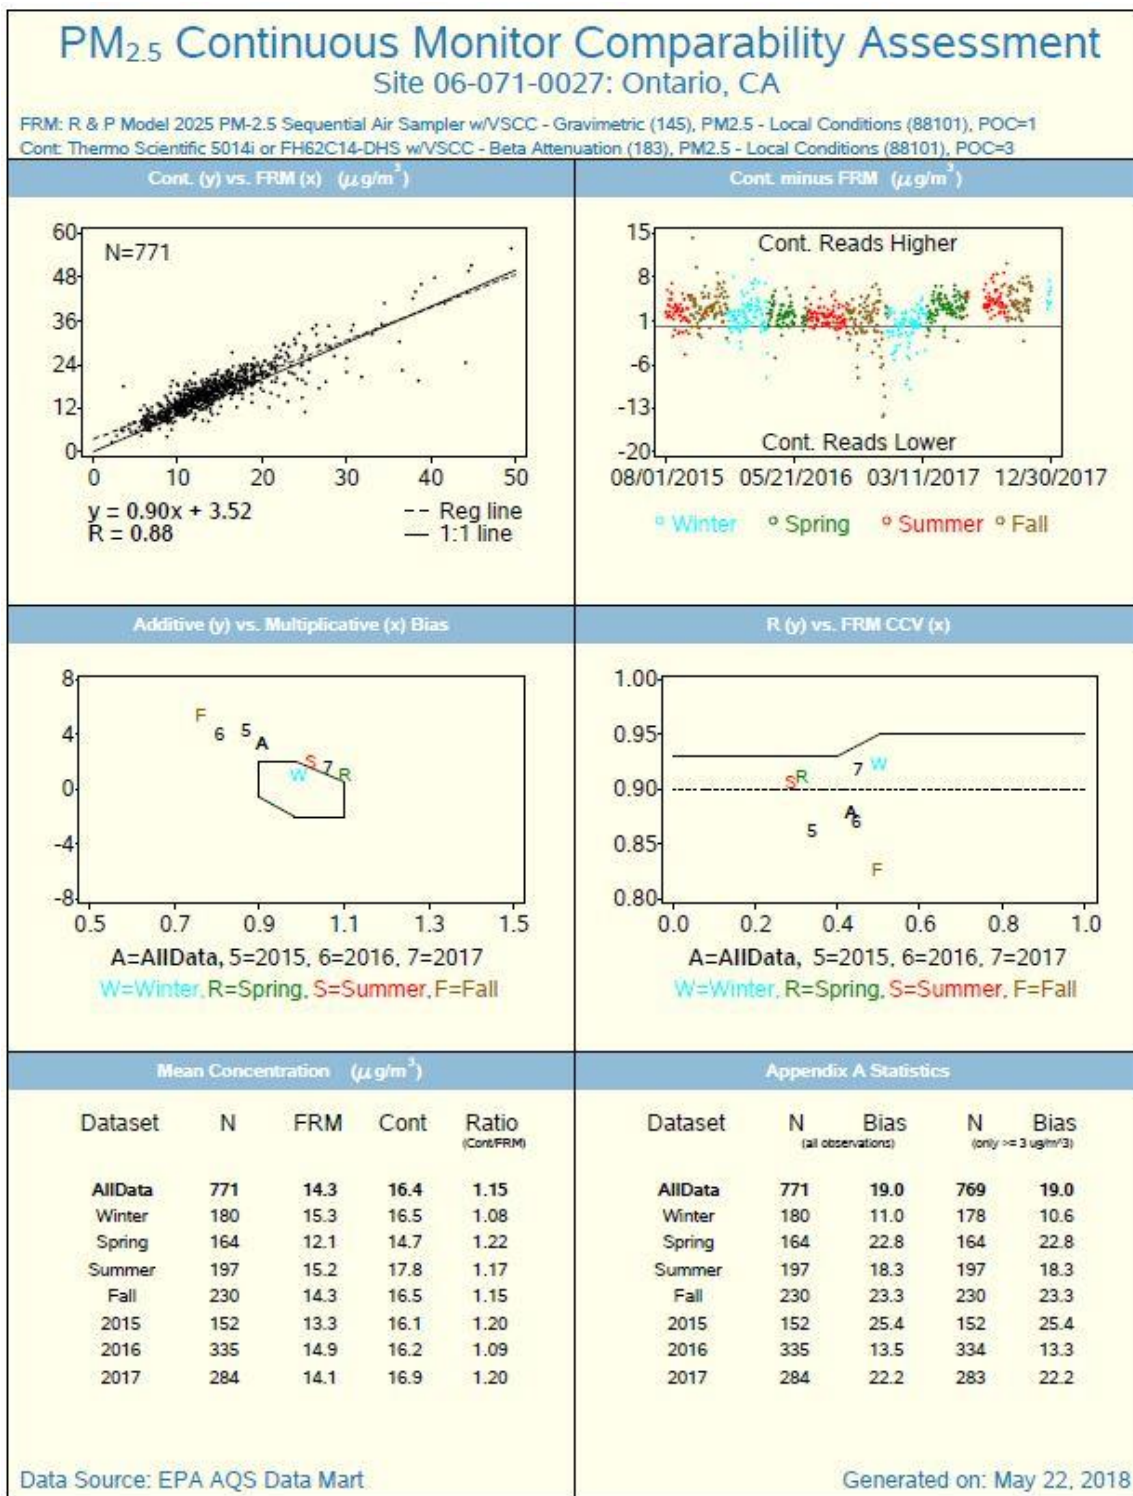 PM2.5 Continuous Monitor Comparability Assessment
Site 06-071-0027: Ontario, CA
FRM: R & P Model 2025 PM-2.5 Sequential Air Sampler w/VSCC - Gravimetric (145), PM2.5 - Local Conditions (88101), POC=1
Cont: Thermo Scientific 5014i or FH62C14-DHS w/VSCC - Beta Attenuation (183), PM2.5 - Local Conditions (88101), POC=3
Cont. (y) vs. FRM (x) (μg/m³)
60
48
36
24
12
0
N=771
0 10 20 30 40 50
y = 0.90x + 3.52 -- Reg line
R = 0.88 — 1:1 line
Cont. minus FRM (μg/m³)
15
8
1
-6
-13
-20
Cont. Reads Higher
Cont. Reads Lower
08/01/2015 05/21/2016 03/11/2017 12/30/2017
Winter Spring Summer Fall
Additive (y) vs. Multiplicative (x) Bias
8
4
0
-4
-8
F 6 5 A
W S 7 R
0.5 0.7 0.9 1.1 1.3 1.5
A=AllData, 5=2015, 6=2016, 7=2017
W=Winter, R=Spring, S=Summer, F=Fall
R (y) vs. FRM CCV (x)
1.00
0.95
0.90
0.85
0.80
S R 7 W
5 A 6 F
0.0 0.2 0.4 0.6 0.8 1.0
A=AllData, 5=2015, 6=2016, 7=2017
W=Winter, R=Spring, S=Summer, F=Fall
Mean Concentration (μg/m³)
Dataset N FRM Cont Ratio
(Cont/FRM)
AllData 771 14.3 16.4 1.15
Winter 180 15.3 16.5 1.08
Spring 164 12.1 14.7 1.22
Summer 197 15.2 17.8 1.17
Fall 230 14.3 16.5 1.15
2015 152 13.3 16.1 1.20
2016 335 14.9 16.2 1.09
2017 284 14.1 16.9 1.20
Appendix A Statistics
Dataset N Bias N Bias
(all observations) (only >= 3 ug/m^3)
AllData 771 19.0 769 19.0
Winter 180 11.0 178 10.6
Spring 164 22.8 164 22.8
Summer 197 18.3 197 18.3
Fall 230 23.3 230 23.3
2015 152 25.4 152 25.4
2016 335 13.5 334 13.3
2017 284 22.2 283 22.2
Data Source: EPA AQS Data Mart
Generated on: May 22, 2018